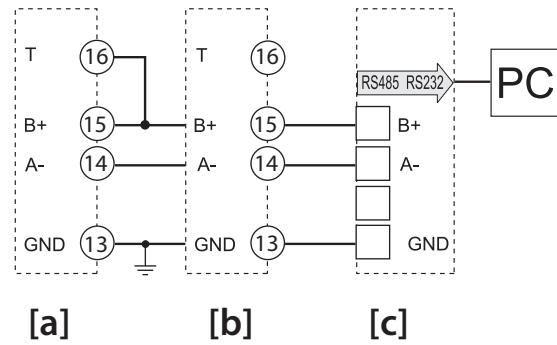 T 16 T 16
RS485 RS232 PC
B+ 15 B+ 15 B+
A- 14 A- 14 A-
GND 13 GND 13 GND
[a] [b] [c]